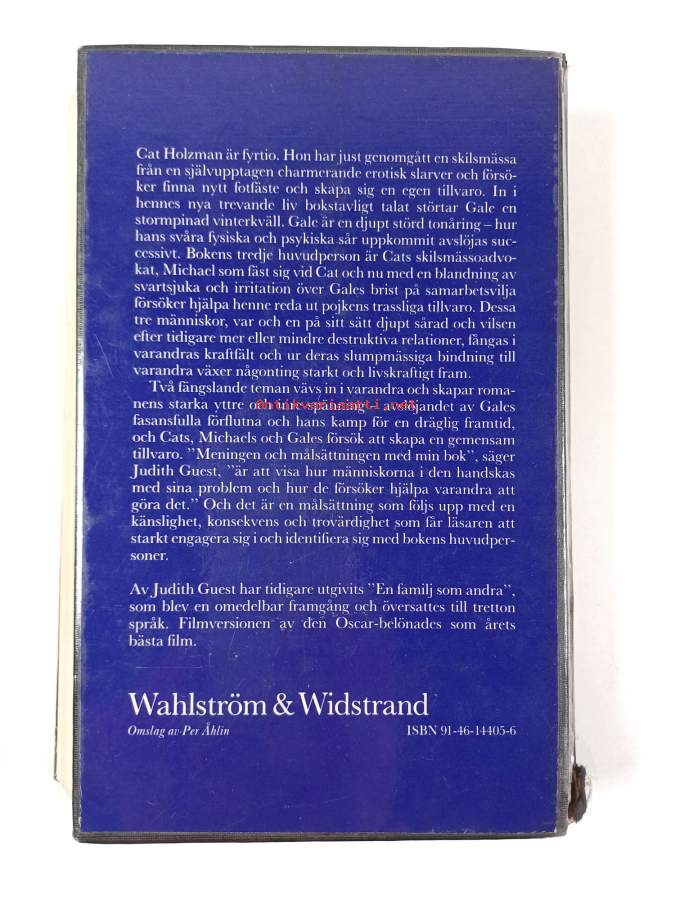 Cat Holzman är fyrtio. Hon har just genomgått en skilsmässa
från en självupptagen charmerande erotisk slarver och försö-
ker finna nytt fotfäste och skapa sig en egen tillvaro. In i
hennes nya trevande liv bokstavligt talat störtar Gale en
stormpinad vinterkväll. Gale är en djupt störd tonåring – hur
hans svåra fysiska och psykiska sår uppkommit avslöjas suc-
cessivt. Bokens tredje huvudperson är Cats skilsmässoadvo-
kat, Michael som fäst sig vid Cat och nu med en blandning av
svartsjuka och irritation över Gales brist på samarbetsvilja
försöker hjälpa henne reda ut pojkens trassliga tillvaro. Dessa
tre människor, var och en på sitt sätt djupt sårad och vilsen
efter tidigare mer eller mindre destruktiva relationer, fångas i
varandras kraftfält och ur deras slumpmässiga bindning till
varandra växer någonting starkt och livskraftigt fram.
Två fängslande teman vävs in i varandra och skapar roma-
nens starka yttre och inre spänning – avslöjandet av Gales
fasansfulla förflutna och hans kamp för en dräglig framtid,
och Cats, Michaels och Gales försök att skapa en gemensam
tillvaro. ”Meningen och målsättningen med min bok”, säger
Judith Guest, ”är att visa hur människorna i den handskas
med sina problem och hur de försöker hjälpa varandra att
göra det.” Och det är en målsättning som följs upp med en
känslighet, konsekvens och trovärdighet som får läsaren att
starkt engagera sig i och identifiera sig med bokens huvudper-
soner.
Av Judith Guest har tidigare utgivits ”En familj som andra”,
som blev en omedelbar framgång och översattes till tretton
språk. Filmversionen av den Oscar-belönades som årets
bästa film.
Wahlström & Widstrand
Omslag av Per Åhlin ISBN 91-46-14405-6